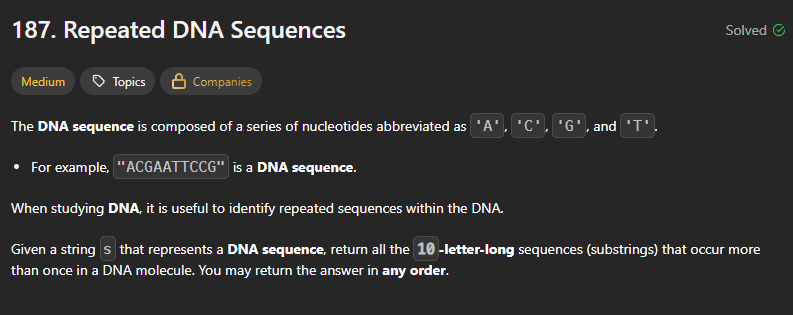 187. Repeated DNA Sequences
Solved
Medium
Topics
Companies
The DNA sequence is composed of a series of nucleotides abbreviated as 'A', 'C', 'G', and 'T'.
• For example, "ACGAATTCCG" is a DNA sequence.
When studying DNA, it is useful to identify repeated sequences within the DNA.
Given a string s that represents a DNA sequence, return all the 10-letter-long sequences (substrings) that occur more
than once in a DNA molecule. You may return the answer in any order.